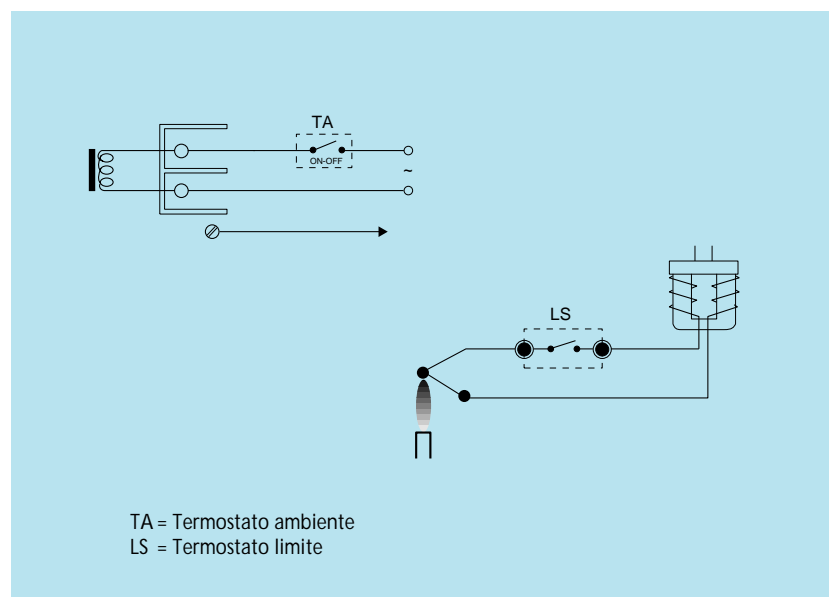 TA
ON-OFF
~
LS
TA = Termostato ambiente
LS = Termostato limite